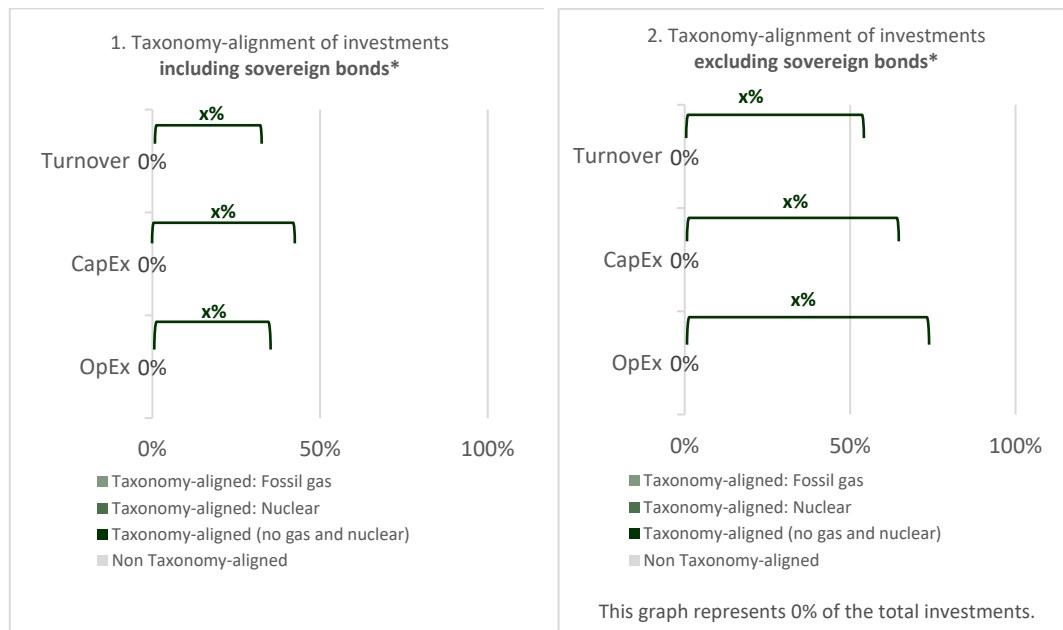 1. Taxonomy-alignment of investments
including sovereign bonds*
x%
Turnover 0%
x%
CapEx 0%
x%
OpEx 0%
0% 50% 100%
Taxonomy-aligned: Fossil gas
Taxonomy-aligned: Nuclear
Taxonomy-aligned (no gas and nuclear)
Non Taxonomy-aligned
2. Taxonomy-alignment of investments
excluding sovereign bonds*
x%
Turnover 0%
x%
CapEx 0%
x%
OpEx 0%
0% 50% 100%
Taxonomy-aligned: Fossil gas
Taxonomy-aligned: Nuclear
Taxonomy-aligned (no gas and nuclear)
Non Taxonomy-aligned
This graph represents 0% of the total investments.